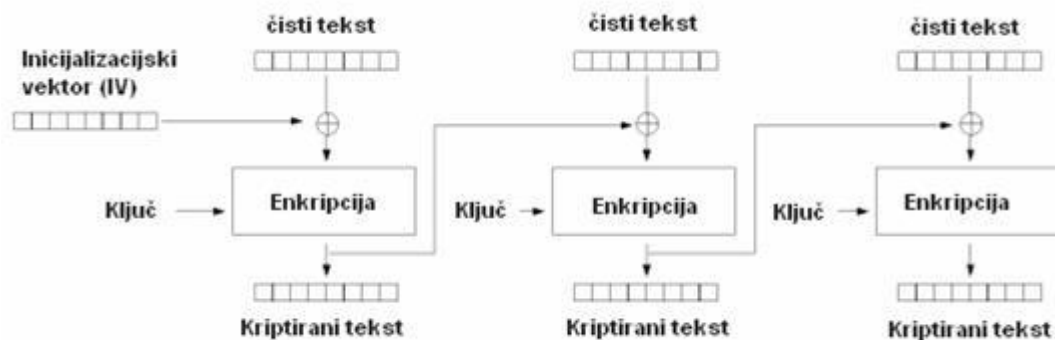 čisti tekst
čisti tekst
čisti tekst
Inicijalizacijski
vektor (IV)
Ključ
Enkripcija
Ključ
Enkripcija
Ključ
Enkripcija
Kriptirani tekst
Kriptirani tekst
Kriptirani tekst